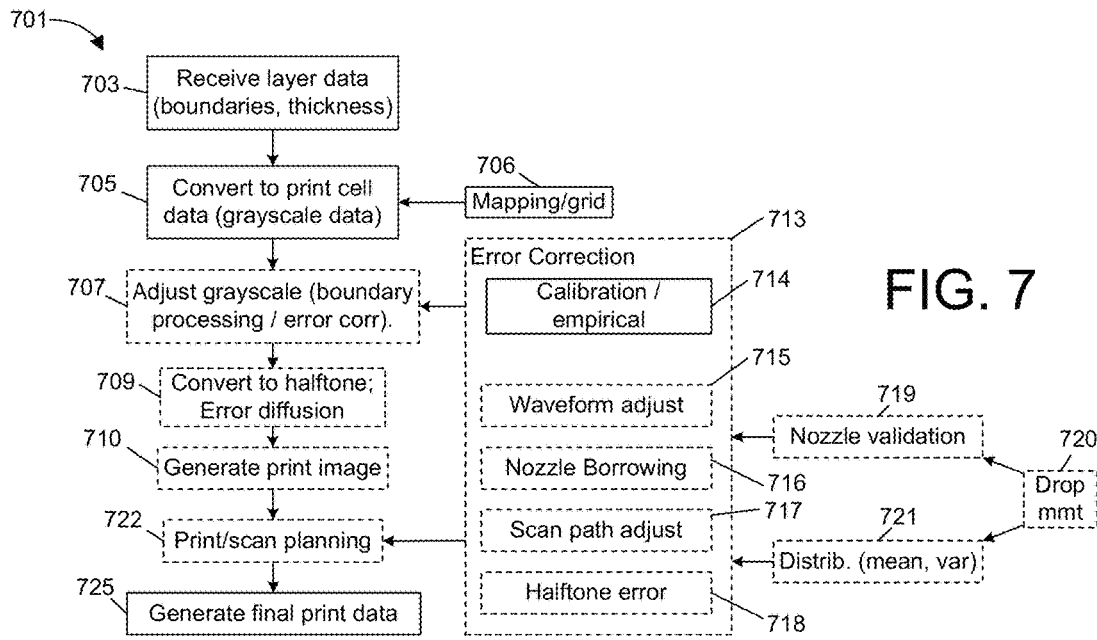 701
703
Receive layer data
(boundaries, thickness)
705
Convert to print cell
data (grayscale data)
706
Mapping/grid
707
Adjust grayscale (boundary
processing / error corr).
709
Convert to halftone;
Error diffusion
710
Generate print image
722
Print/scan planning
725
Generate final print data
713
Error Correction
Calibration /
empirical
714
715
Waveform adjust
Nozzle Borrowing
716
Scan path adjust
717
Halftone error
718
719
Nozzle validation
720
Drop
mmt
721
Distrib. (mean, var)
FIG. 7